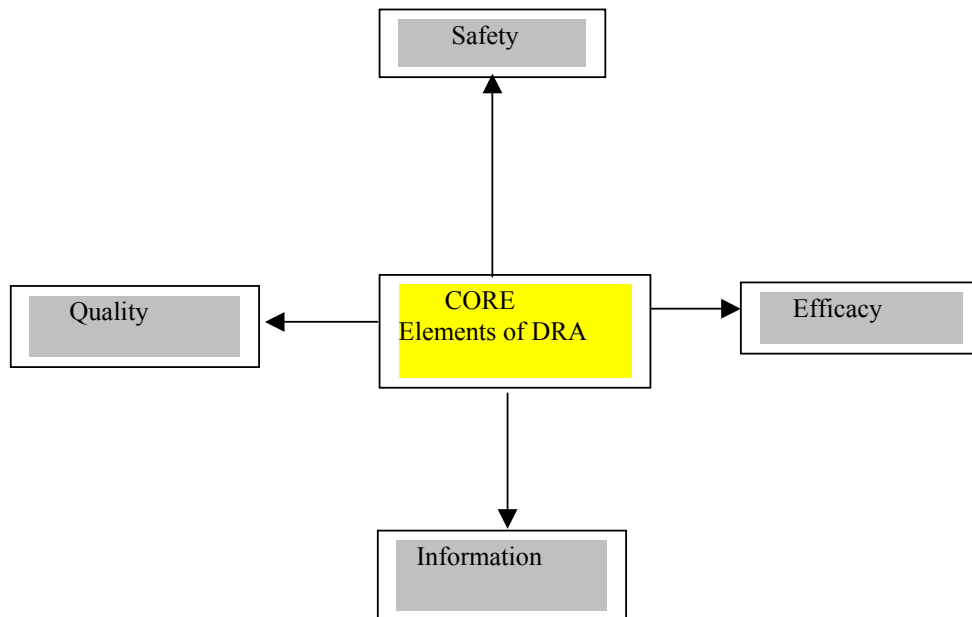 Safety
Quality
CORE
Elements of DRA
Efficacy
Information